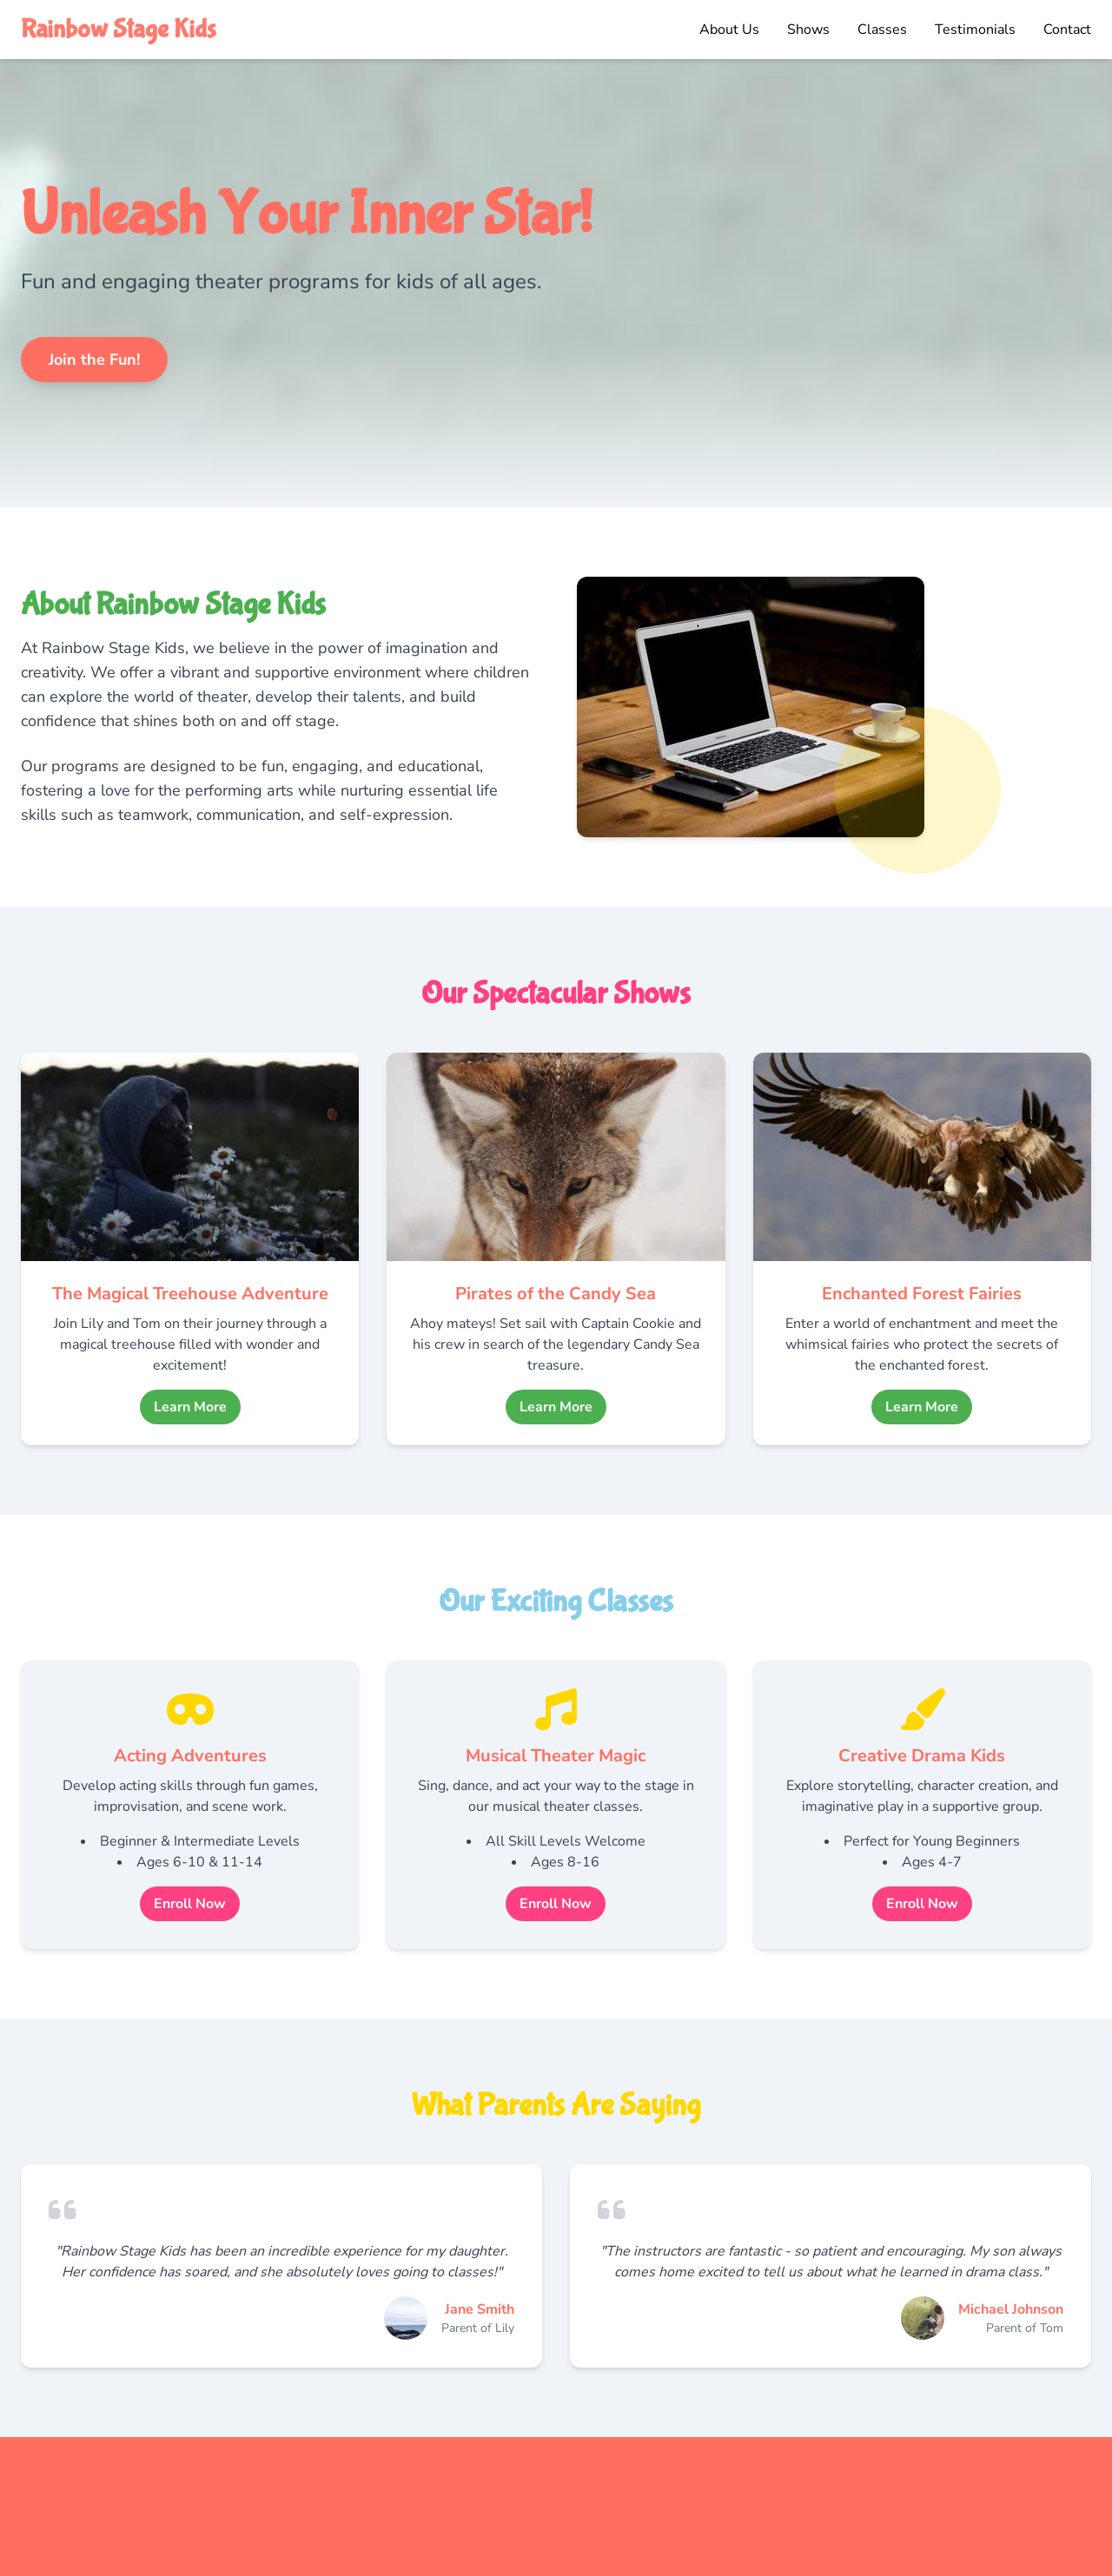 Rainbow Stage Kids
About Us
Shows
Classes
Testimonials
Contact
Unleash Your Inner Star!
Fun and engaging theater programs for kids of all ages.
Join the Fun!
About Rainbow Stage Kids
At Rainbow Stage Kids, we believe in the power of imagination and
creativity. We offer a vibrant and supportive environment where children
can explore the world of theater, develop their talents, and build
confidence that shines both on and off stage.
Our programs are designed to be fun, engaging, and educational,
fostering a love for the performing arts while nurturing essential life
skills such as teamwork, communication, and self-expression.
Our Spectacular Shows
The Magical Treehouse Adventure
Join Lily and Tom on their journey through a
magical treehouse filled with wonder and
excitement!
Learn More
Pirates of the Candy Sea
Ahoy mateys! Set sail with Captain Cookie and
his crew in search of the legendary Candy Sea
treasure.
Learn More
Enchanted Forest Fairies
Enter a world of enchantment and meet the
whimsical fairies who protect the secrets of
the enchanted forest.
Learn More
Our Exciting Classes
Acting Adventures
Develop acting skills through fun games,
improvisation, and scene work.
• Beginner & Intermediate Levels
• Ages 6-10 & 11-14
Enroll Now
Musical Theater Magic
Sing, dance, and act your way to the stage in
our musical theater classes.
• All Skill Levels Welcome
• Ages 8-16
Enroll Now
Creative Drama Kids
Explore storytelling, character creation, and
imaginative play in a supportive group.
• Perfect for Young Beginners
• Ages 4-7
Enroll Now
What Parents Are Saying
"Rainbow Stage Kids has been an incredible experience for my daughter.
Her confidence has soared, and she absolutely loves going to classes!"
Jane Smith
Parent of Lily
"The instructors are fantastic - so patient and encouraging. My son always
comes home excited to tell us about what he learned in drama class."
Michael Johnson
Parent of Tom